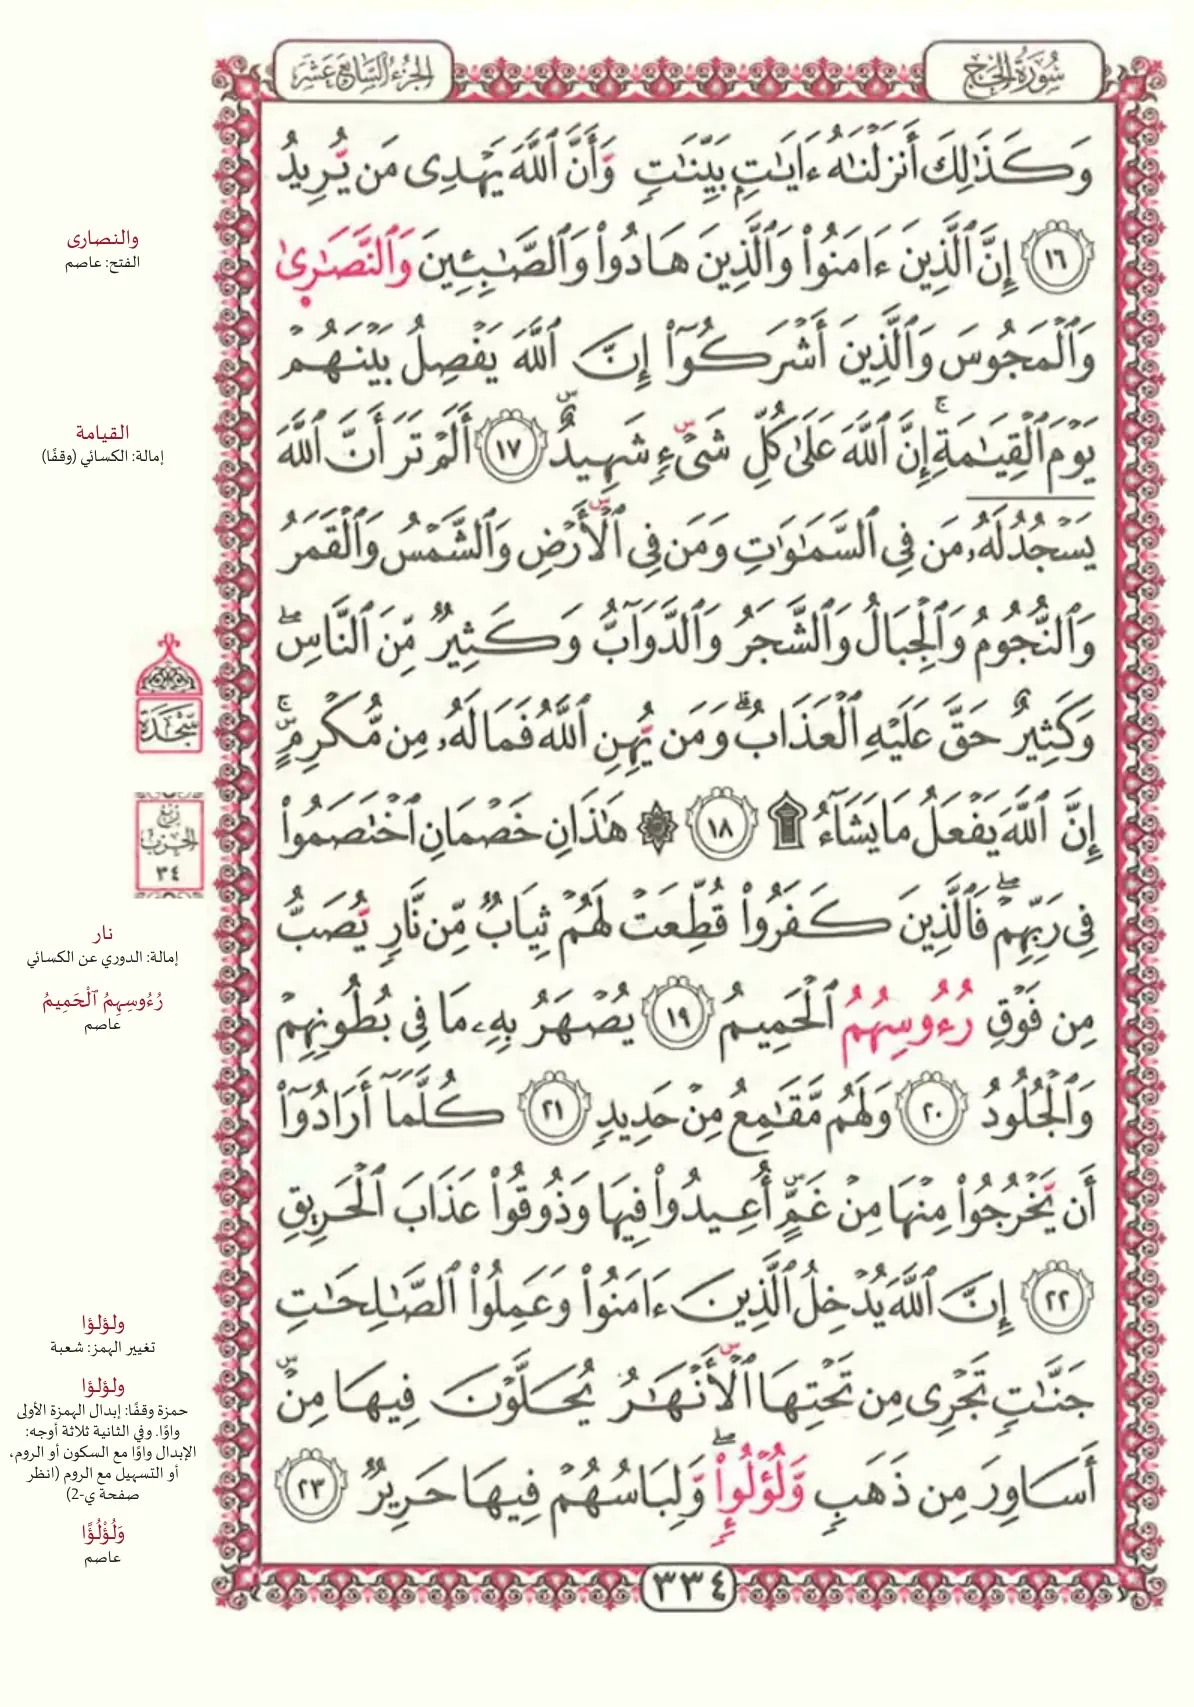 سُورَةُ الحَجّ
الجُزءُ السَّابِع عَشَر
وَكَذَٰلِكَ أَنزَلْنَٰهُ ءَايَٰتِۭ بَيِّنَٰتٍ وَأَنَّ ٱللَّهَ يَهْدِى مَن يُرِيدُ
١٦ إِنَّ ٱلَّذِينَ ءَامَنُوا۟ وَٱلَّذِينَ هَادُوا۟ وَٱلصَّٰبِـِٔينَ وَٱلنَّصَٰرِىٰ
وَٱلْمَجُوسَ وَٱلَّذِينَ أَشْرَكُوٓا۟ إِنَّ ٱللَّهَ يَفْصِلُ بَيْنَهُمْ
يَوْمَ ٱلْقِيَٰمَةِ ۚ إِنَّ ٱللَّهَ عَلَىٰ كُلِّ شَىْءٍ شَهِيدٌ ١٧ أَلَمْ تَرَ أَنَّ ٱللَّهَ
يَسْجُدُ لَهُۥ مَن فِى ٱلسَّمَٰوَٰتِ وَمَن فِى ٱلْأَرْضِ وَٱلشَّمْسُ وَٱلْقَمَرُ
وَٱلنُّجُومُ وَٱلْجِبَالُ وَٱلشَّجَرُ وَٱلدَّوَآبُّ وَكَثِيرٌ مِّنَ ٱلنَّاسِ ۖ
وَكَثِيرٌ حَقَّ عَلَيْهِ ٱلْعَذَابُ ۗ وَمَن يُهِنِ ٱللَّهُ فَمَا لَهُۥ مِن مُّكْرِمٍ ۚ
إِنَّ ٱللَّهَ يَفْعَلُ مَا يَشَآءُ ۩ ١٨ ۞ هَٰذَانِ خَصْمَانِ ٱخْتَصَمُوا۟
فِى رَبِّهِمْ ۖ فَٱلَّذِينَ كَفَرُوا۟ قُطِّعَتْ لَهُمْ ثِيَابٌ مِّن نَّارٍ يُصَبُّ
مِن فَوْقِ رُءُوسِهُمُ ٱلْحَمِيمُ ١٩ يُصْهَرُ بِهِۦ مَا فِى بُطُونِهِمْ
وَٱلْجُلُودُ ٢٠ وَلَهُم مَّقَٰمِعُ مِنْ حَدِيدٍ ٢١ كُلَّمَآ أَرَادُوٓا۟
أَن يَخْرُجُوا۟ مِنْهَا مِنْ غَمٍّ أُعِيدُوا۟ فِيهَا وَذُوقُوا۟ عَذَابَ ٱلْحَرِيقِ
٢٢ إِنَّ ٱللَّهَ يُدْخِلُ ٱلَّذِينَ ءَامَنُوا۟ وَعَمِلُوا۟ ٱلصَّٰلِحَٰتِ
جَنَّٰتٍ تَجْرِى مِن تَحْتِهَا ٱلْأَنْهَٰرُ يُحَلَّوْنَ فِيهَا مِنْ
أَسَاوِرَ مِن ذَهَبٍ وَلُؤْلُوإٍ ۖ وَلِبَاسُهُمْ فِيهَا حَرِيرٌ ٢٣
٣٣٤
والنصارى
الفتح: عاصم
القيامة
إمالة: الكسائي (وقفًا)
سَجْدَة
رُبْع
الحِزب
٣٤
نار
إمالة: الدوري عن الكسائي
رُءُوسِهِمُ ٱلْحَمِيمُ
عاصم
ولؤلؤا
تغيير الهمز: شعبة
ولؤلؤا
حمزة وقفًا: إبدال الهمزة الأولى
واوًا. وفي الثانية ثلاثة أوجه:
الإبدال واوًا مع السكون أو الروم،
أو التسهيل مع الروم (انظر
صفحة ي-2)
وَلُؤْلُؤًا
عاصم